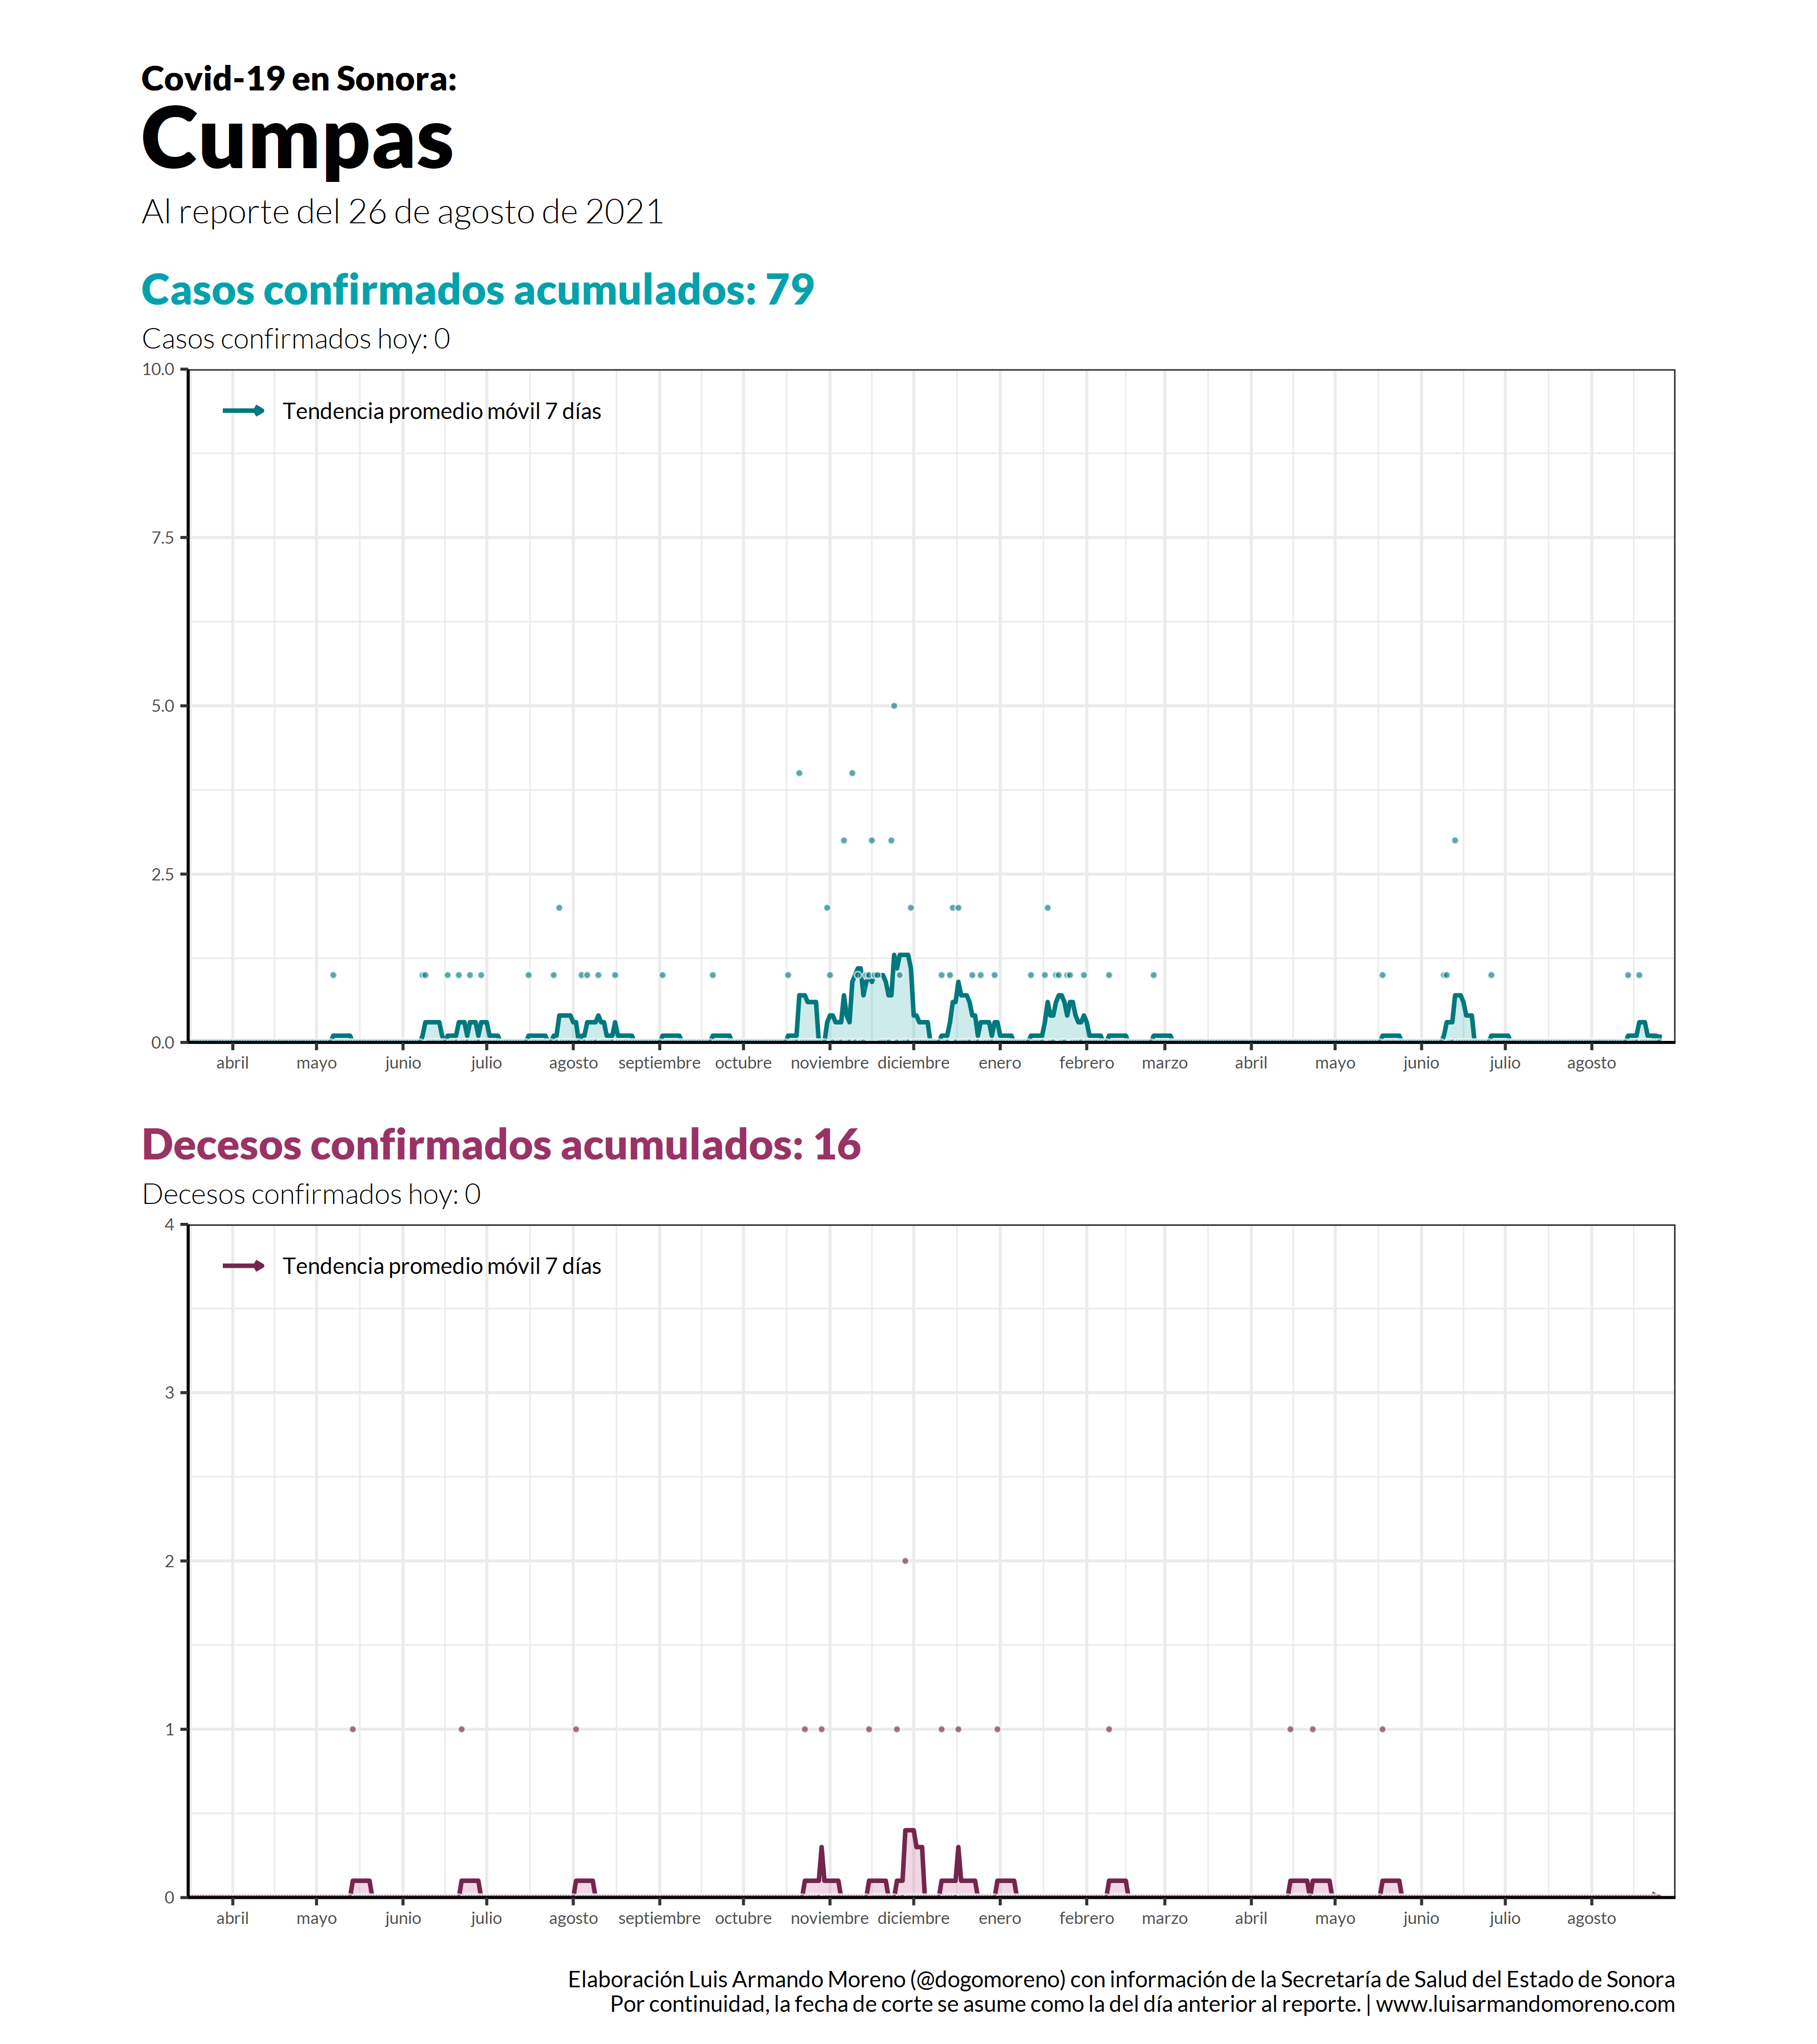 Covid-19 en Sonora:
Cumpas
Al reporte del 26 de agosto de 2021
Casos confirmados acumulados: 79
Casos confirmados hoy: 0
10.0
Tendencia promedio móvil 7 días
7.5
5.0
2.5
0.0
abril mayo junio julio agosto septiembre octubre noviembre diciembre enero febrero marzo abril mayo junio julio agosto
Decesos confirmados acumulados: 16
Decesos confirmados hoy: 0
4
Tendencia promedio móvil 7 días
3
2
1
0
abril mayo junio julio agosto septiembre octubre noviembre diciembre enero febrero marzo abril mayo junio julio agosto
Elaboración Luis Armando Moreno (@dogomoreno) con información de la Secretaría de Salud del Estado de Sonora
Por continuidad, la fecha de corte se asume como la del día anterior al reporte. | www.luisarmandomoreno.com